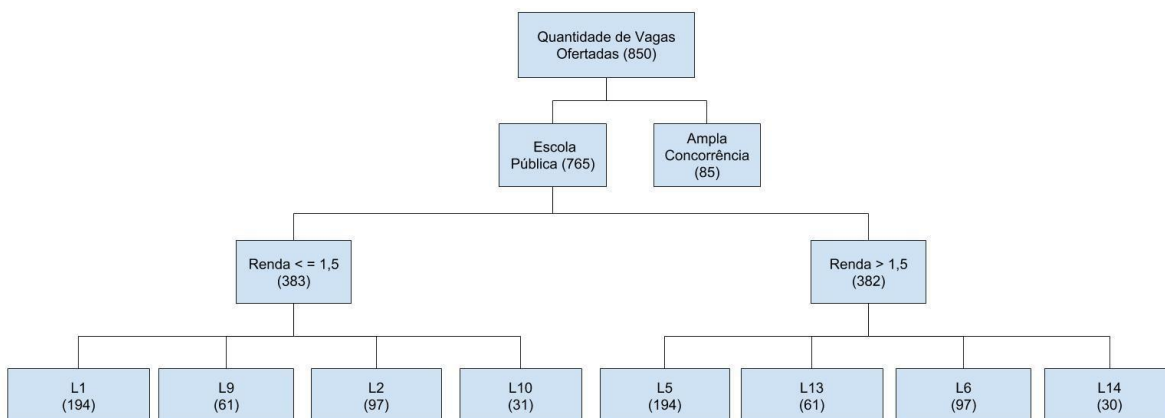 Quantidade de Vagas
Ofertadas (850)
Escola
Pública (765)
Ampla
Concorrência
(85)
Renda < = 1,5
(383)
Renda > 1,5
(382)
L1
(194)
L9
(61)
L2
(97)
L10
(31)
L5
(194)
L13
(61)
L6
(97)
L14
(30)